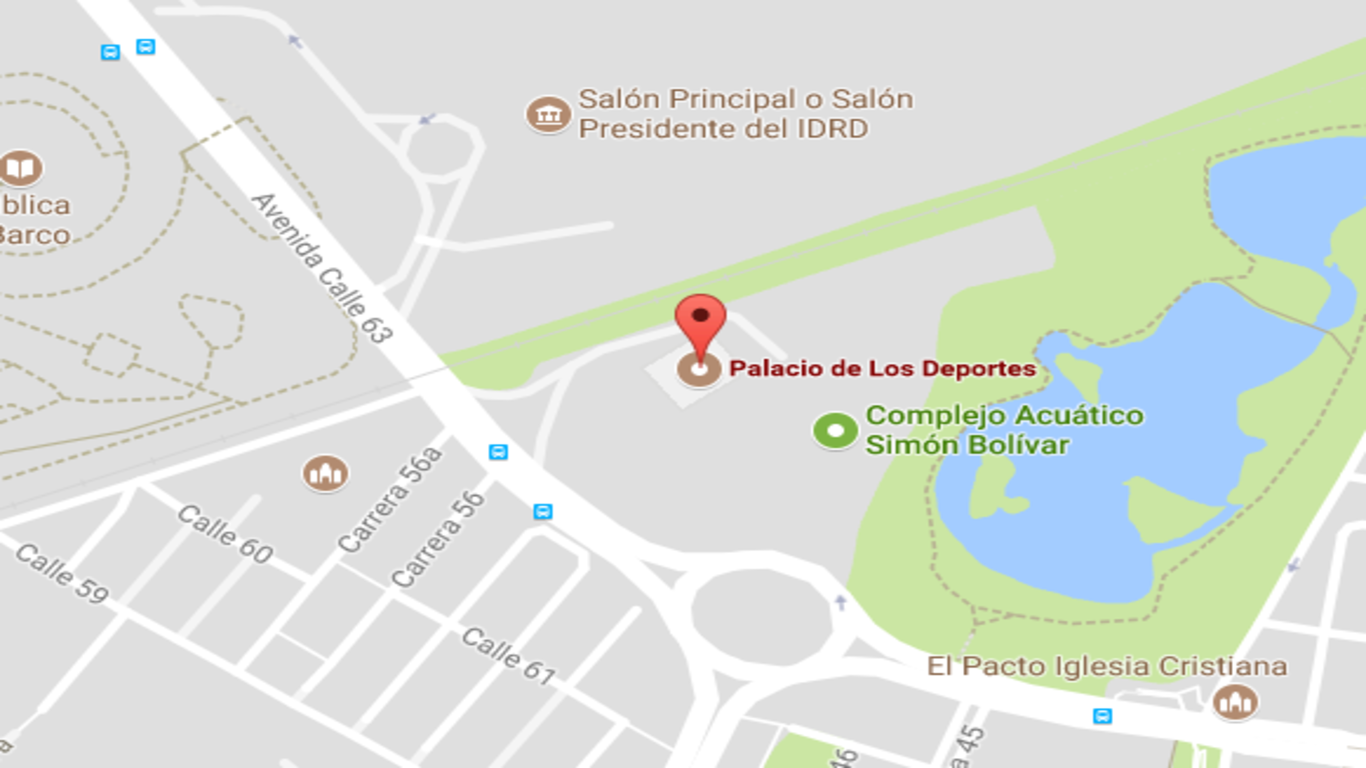 Salón Principal o Salón
Presidente del IDRD
blica
Barco
Avenida Calle 63
Palacio de Los Deportes
Complejo Acuático
Simón Bolívar
Carrera 56a
Carrera 56
Calle 60
Calle 59
Calle 61
El Pacto Iglesia Cristiana
46
a 45